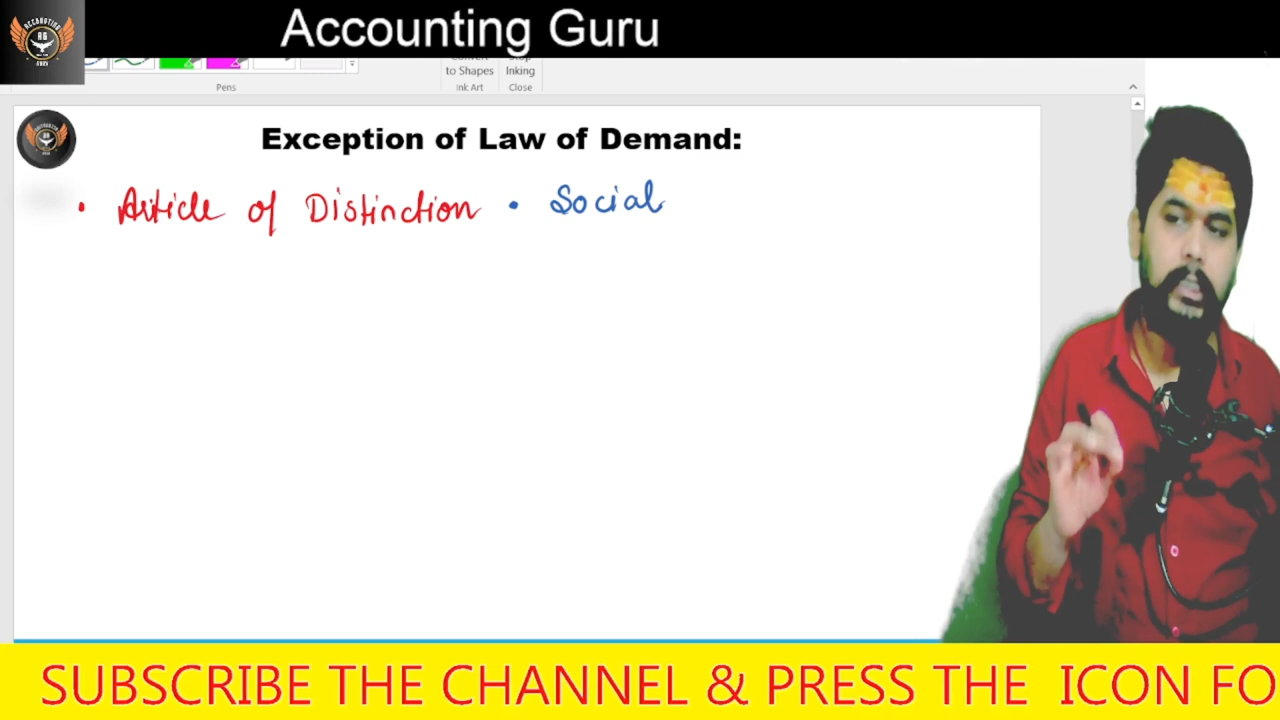 Accounting Guru
to Shapes
Inking
Pens
Ink Art
Close
Exception of Law of Demand:
• Article of Distinction • Social
SUBSCRIBE THE CHANNEL & PRESS THE ICON FO